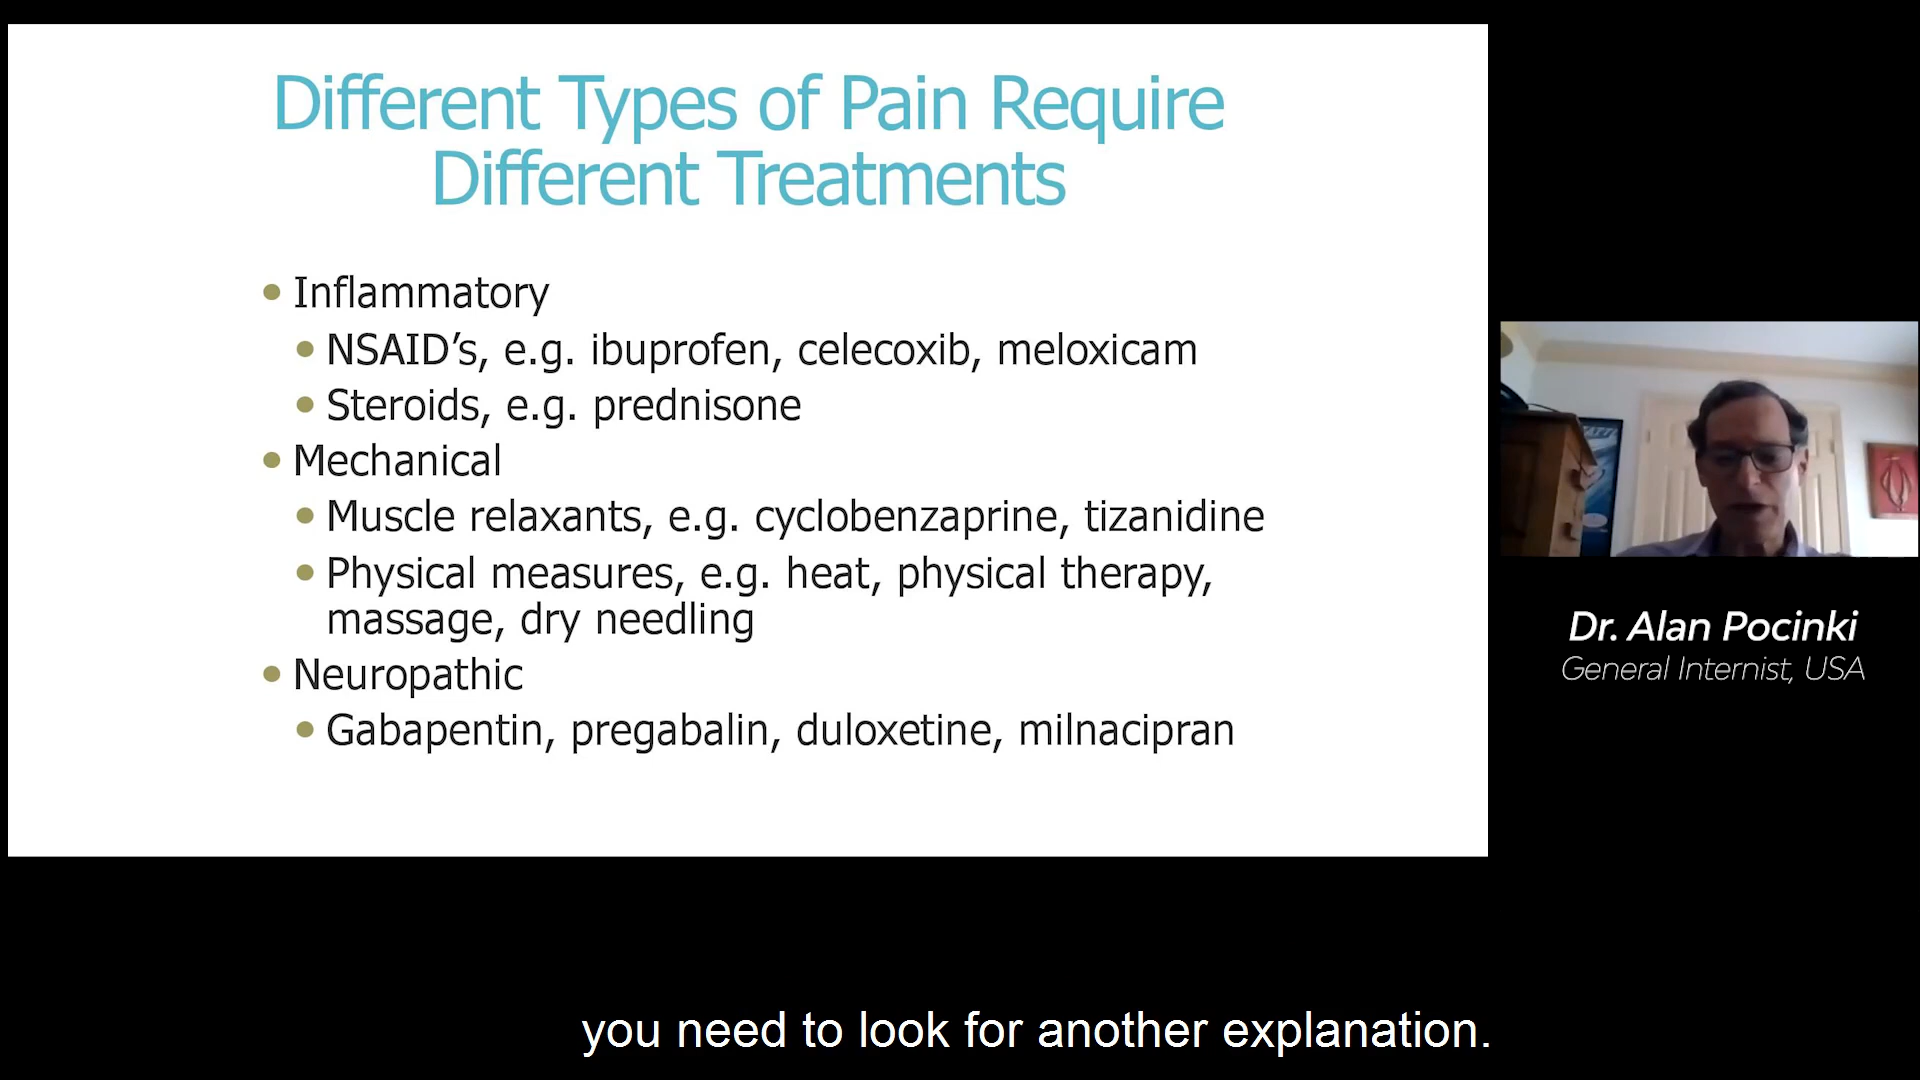 Different Types of Pain Require
Different Treatments
• Inflammatory
• NSAID’s, e.g. ibuprofen, celecoxib, meloxicam
• Steroids, e.g. prednisone
• Mechanical
• Muscle relaxants, e.g. cyclobenzaprine, tizanidine
• Physical measures, e.g. heat, physical therapy,
massage, dry needling
• Neuropathic
• Gabapentin, pregabalin, duloxetine, milnacipran
Dr. Alan Pocinki
General Internist, USA
you need to look for another explanation.